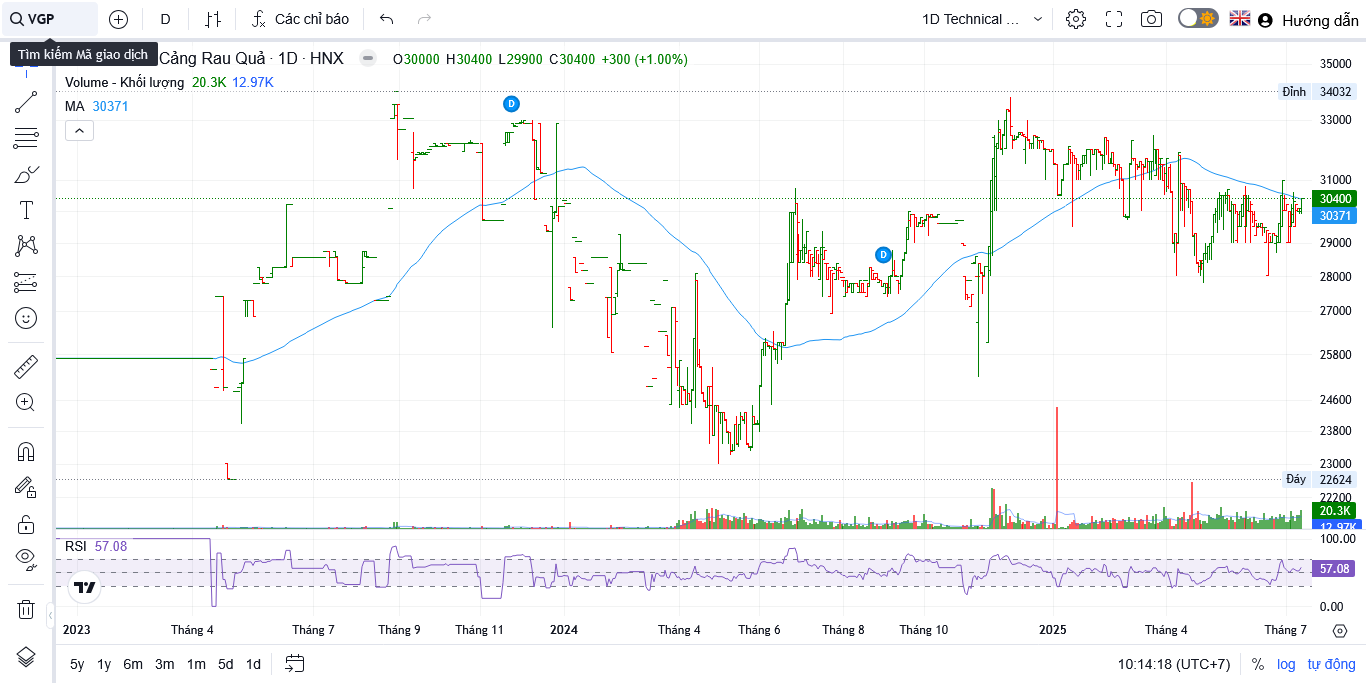 VGP
D
Các chỉ báo
1D Technical ...
Hướng dẫn
Tìm kiếm Mã giao dịch
Cảng Rau Quả · 1D · HNX
O30000 H30400 L29900 C30400 +300 (+1.00%)
Volume - Khối lượng 20.3K 12.97K
MA 30371
D
D
35000
Đỉnh 34032
33000
31000
30400
30371
29000
28000
27000
25800
24600
23800
23000
Đáy 22624
22200
20.3K
12.97K
RSI 57.08
100.00
57.08
0.00
2023 Tháng 4 Tháng 7 Tháng 9 Tháng 11 2024 Tháng 4 Tháng 6 Tháng 8 Tháng 10 2025 Tháng 4 Tháng 7
5y 1y 6m 3m 1m 5d 1d
10:14:18 (UTC+7) % log tự động